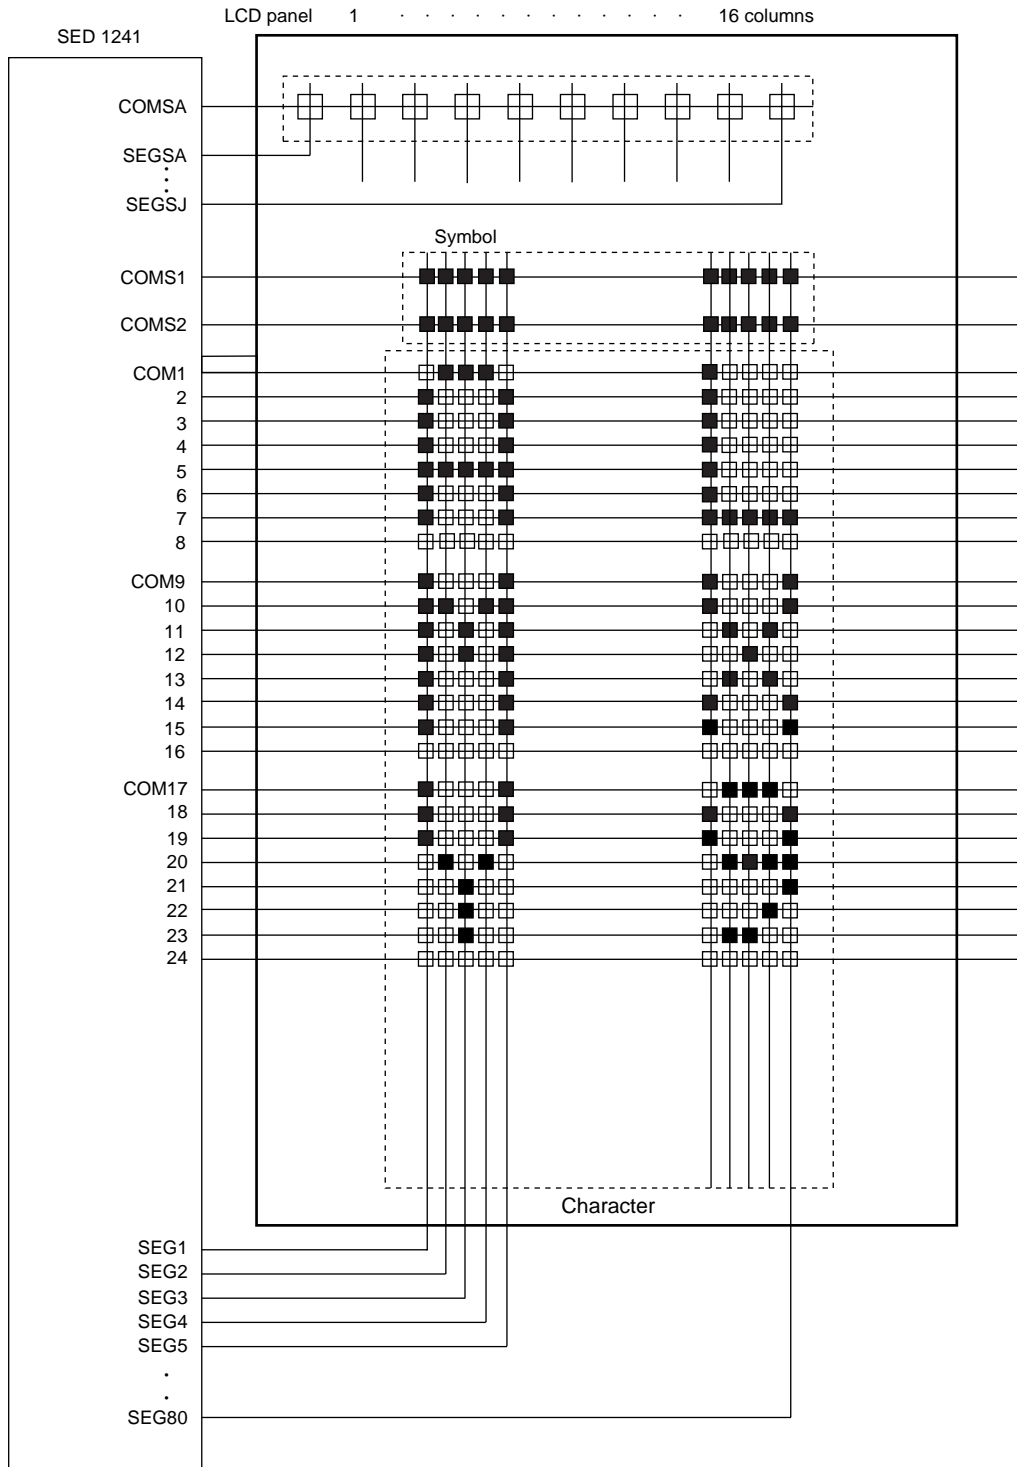 LCD panel 1 · · · · · · · · · · · · 16 columns
SED 1241
COMSA
SEGSA
SEGSJ
Symbol
COMS1
COMS2
COM1
2
3
4
5
6
7
8
COM9
10
11
12
13
14
15
16
COM17
18
19
20
21
22
23
24
Character
SEG1
SEG2
SEG3
SEG4
SEG5
SEG80